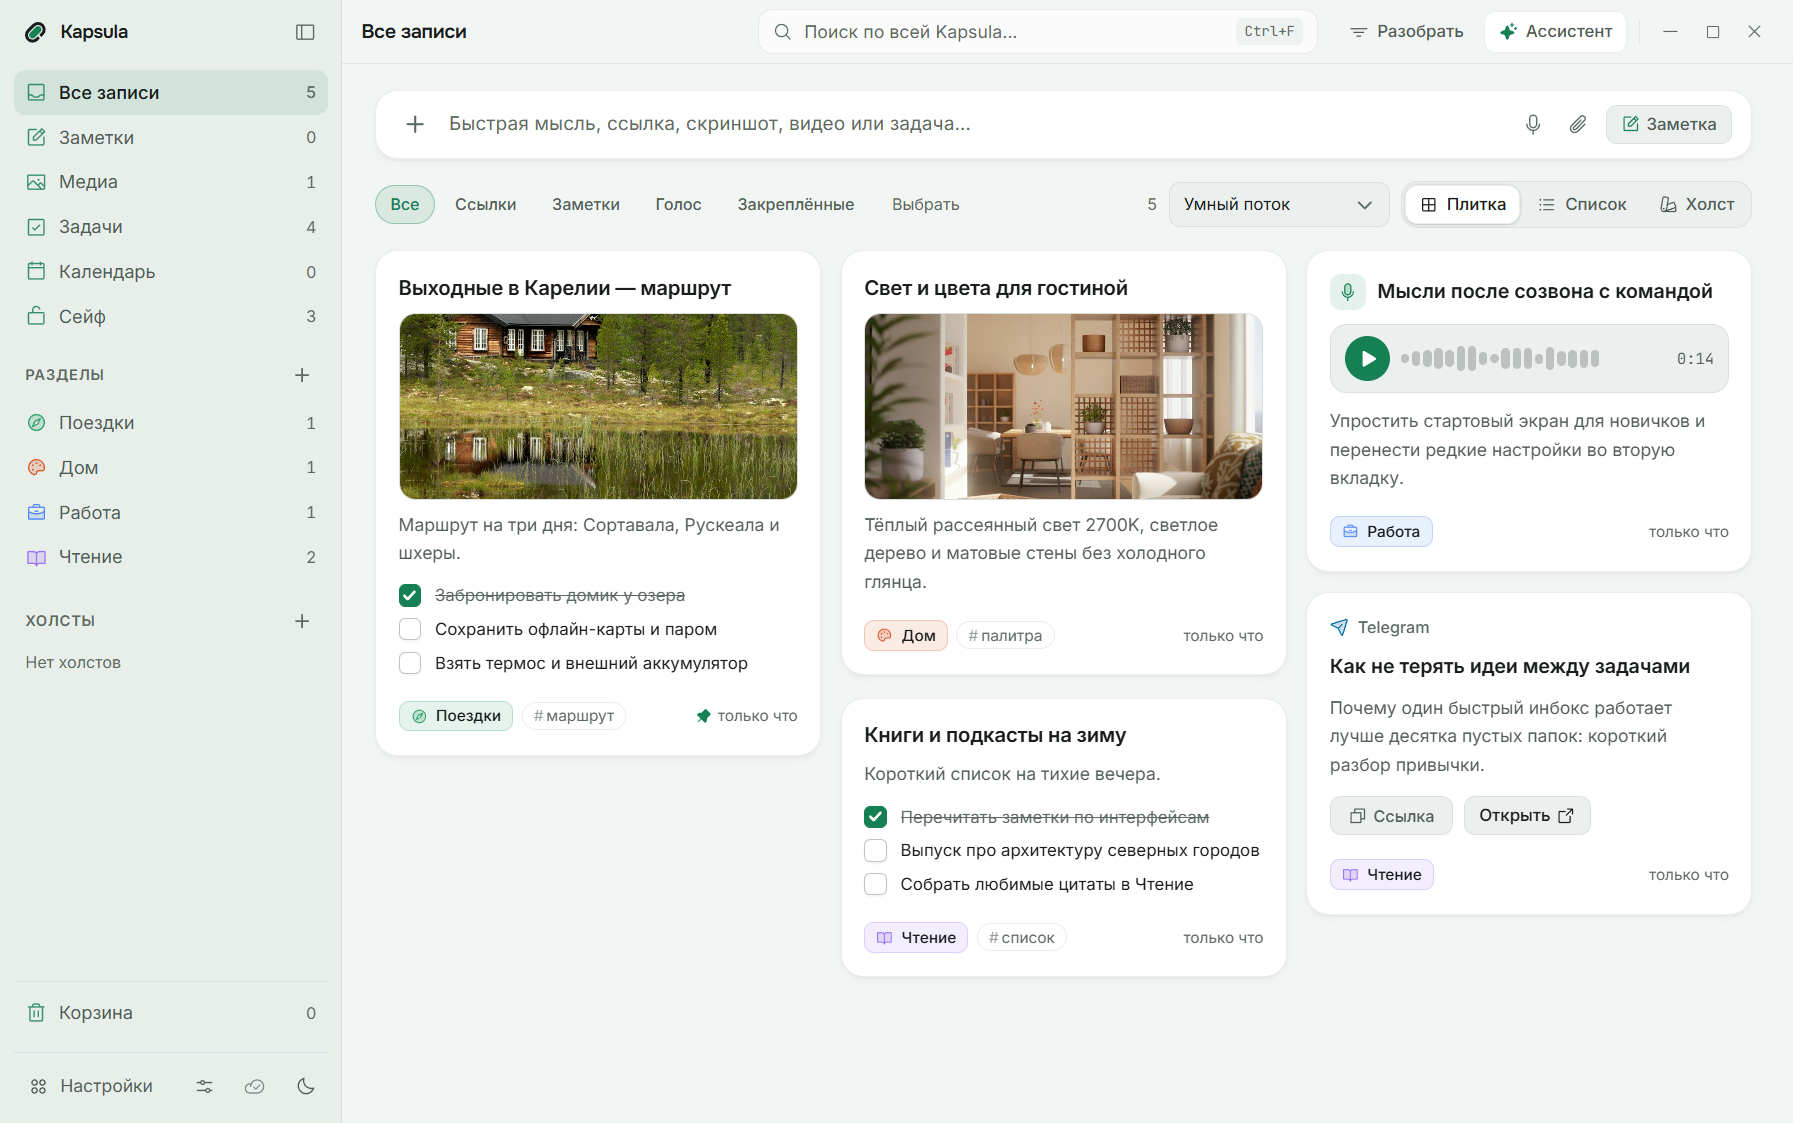 Kapsula
Все записи 5
Заметки 0
Медиа 1
Задачи 4
Календарь 0
Сейф 3
РАЗДЕЛЫ
Поездки 1
Дом 1
Работа 1
Чтение 2
ХОЛСТЫ
Нет холстов
Корзина 0
Настройки
Все записи
Поиск по всей Kapsula... Ctrl+F
Разобрать
Ассистент
Быстрая мысль, ссылка, скриншот, видео или задача...
Заметка
Все Ссылки Заметки Голос Закреплённые Выбрать
5 Умный поток
Плитка Список Холст
Выходные в Карелии — маршрут
Маршрут на три дня: Сортавала, Рускеала и
шхеры.
Забронировать домик у озера
Сохранить офлайн-карты и паром
Взять термос и внешний аккумулятор
Поездки #маршрут только что
Свет и цвета для гостиной
Тёплый рассеянный свет 2700K, светлое
дерево и матовые стены без холодного
глянца.
Дом #палитра только что
Книги и подкасты на зиму
Короткий список на тихие вечера.
Перечитать заметки по интерфейсам
Выпуск про архитектуру северных городов
Собрать любимые цитаты в Чтение
Чтение #список только что
Мысли после созвона с командой
0:14
Упростить стартовый экран для новичков и
перенести редкие настройки во вторую
вкладку.
Работа только что
Telegram
Как не терять идеи между задачами
Почему один быстрый инбокс работает
лучше десятка пустых папок: короткий
разбор привычки.
Ссылка Открыть
Чтение только что